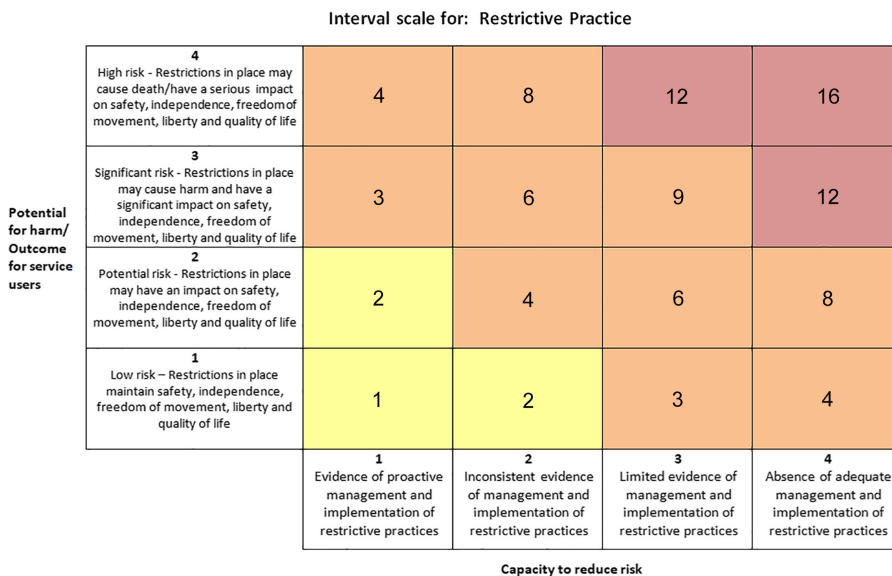 Interval scale for: Restrictive Practice
4
High risk - Restrictions in place may
cause death/have a serious impact
on safety, independence, freedom of
movement, liberty and quality of life
4
8
12
16
3
Significant risk - Restrictions in place
may cause harm and have a
significant impact on safety,
independence, freedom of
movement, liberty and quality of life
3
6
9
12
Potential
for harm/
Outcome
for service
users
2
Potential risk - Restrictions in place
may have an impact on safety,
independence, freedom of
movement, liberty and quality of life
2
4
6
8
1
Low risk – Restrictions in place
maintain safety, independence,
freedom of movement, liberty and
quality of life
1
2
3
4
1
Evidence of proactive
management and
implementation of
restrictive practices
2
Inconsistent evidence
of management and
implementation of
restrictive practices
3
Limited evidence of
management and
implementation of
restrictive practices
4
Absence of adequate
management and
implementation of
restrictive practices
Capacity to reduce risk